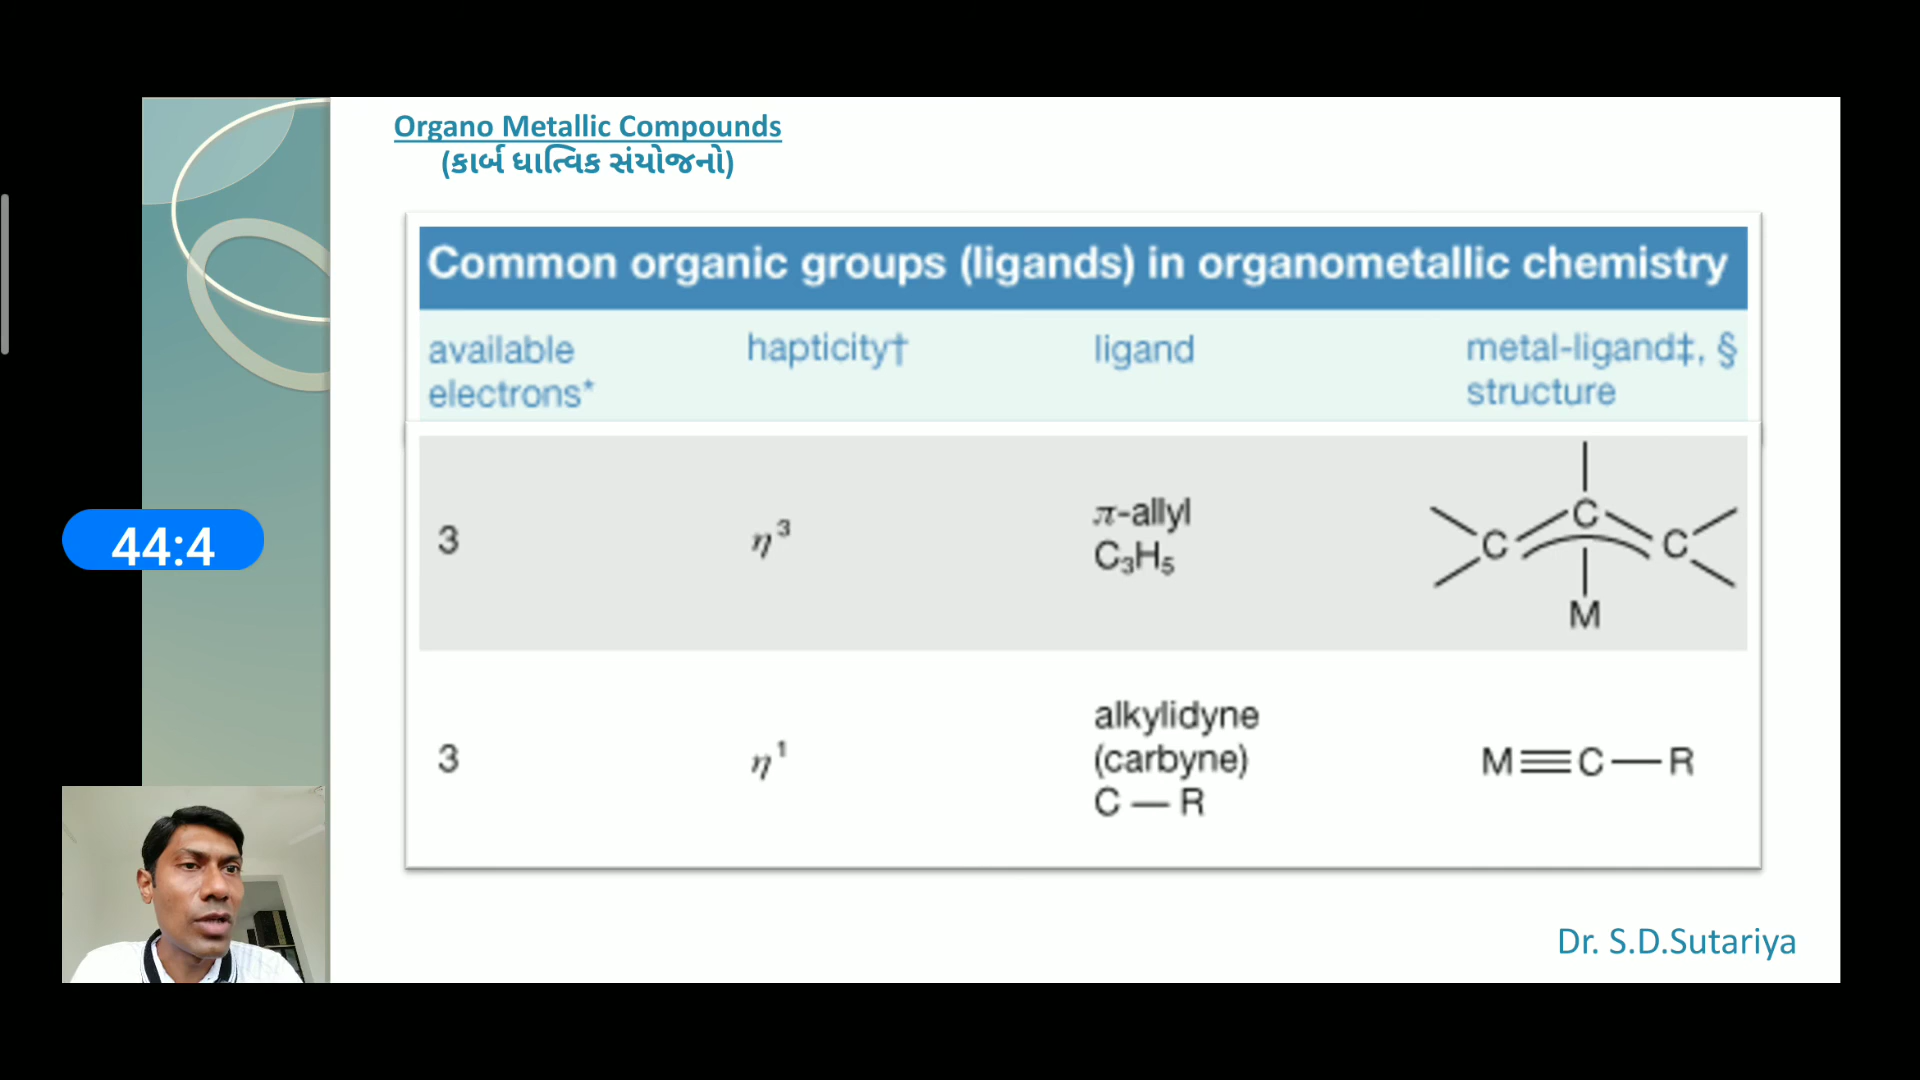 Organo Metallic Compounds
(કાર્બ ધાત્વિક સંયોજનો)
Common organic groups (ligands) in organometallic chemistry
available electrons* hapticity† ligand metal-ligand‡, § structure
3 η³ π-allyl C₃H₅
C C C
M
3 η¹ alkylidyne (carbyne) C — R M≡C—R
44:4
Dr. S.D.Sutariya